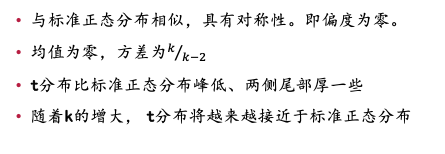 • 与标准正态分布相似，具有对称性。即偏度为零。
• 均值为零，方差为k/k−2
• t分布比标准正态分布峰低、两侧尾部厚一些
• 随着k的增大， t分布将越来越接近于标准正态分布